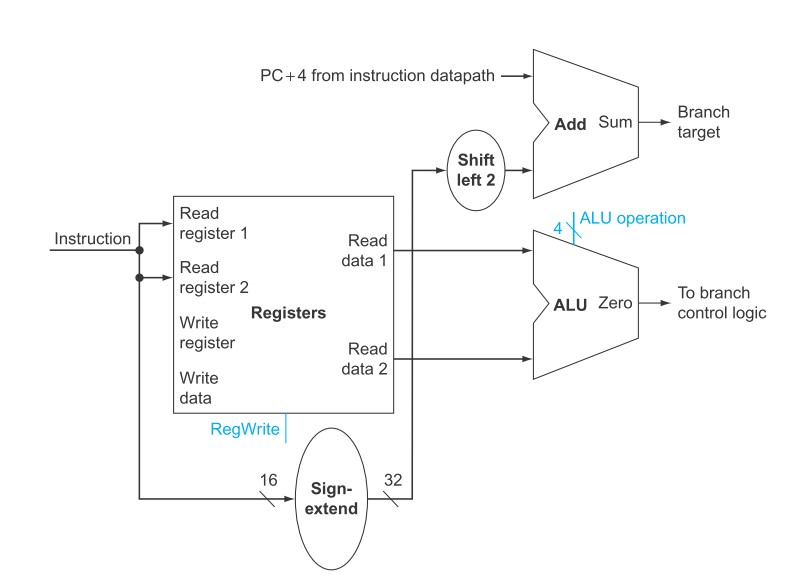 PC+4 from instruction datapath
Add Sum
Branch
target
Shift
left 2
Instruction
Read
register 1
Read
register 2
Write
register
Write
data
Registers
Read
data 1
Read
data 2
RegWrite
4
ALU operation
ALU Zero
To branch
control logic
16
Sign-
extend
32